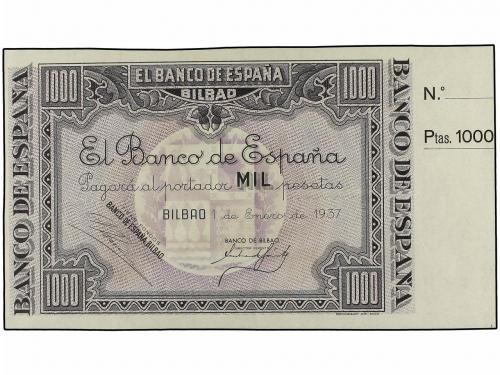 BANCO DE ESPAÑA
1000
EL BANCO DE ESPAÑA
BILBAO
1000
El Banco de España
Pagará al portador MIL pesetas
BILBAO 1 de Enero de 1937
EL BANCO DE ESPAÑA, BILBAO
BANCO DE BILBAO
1000
1000
BANCO DE ESPAÑA
N.º
Ptas. 1000